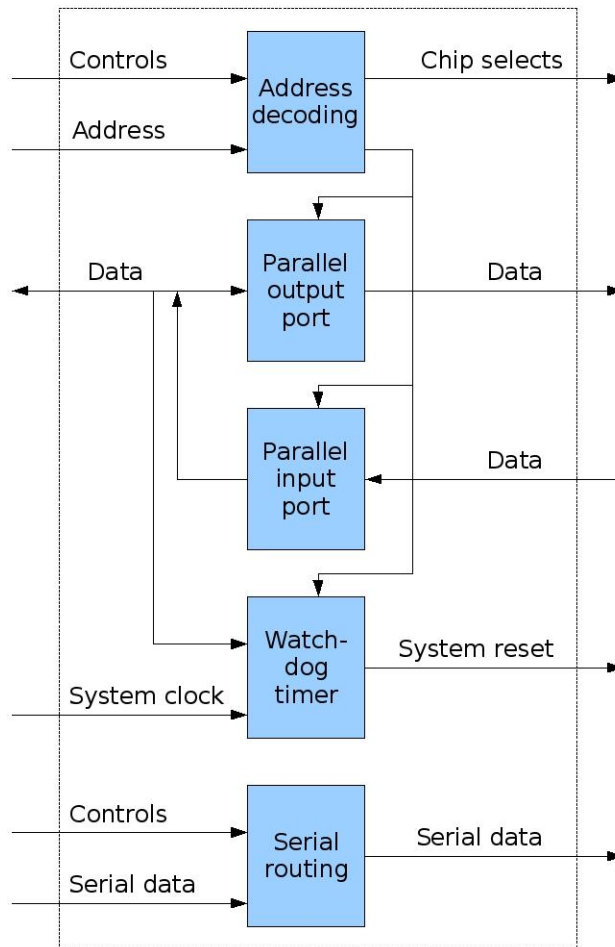 Controls
Address
decoding
Chip selects
Address
Data
Parallel
output
port
Data
Parallel
input
port
Data
Watch-
dog
timer
System reset
System clock
Controls
Serial
routing
Serial data
Serial data